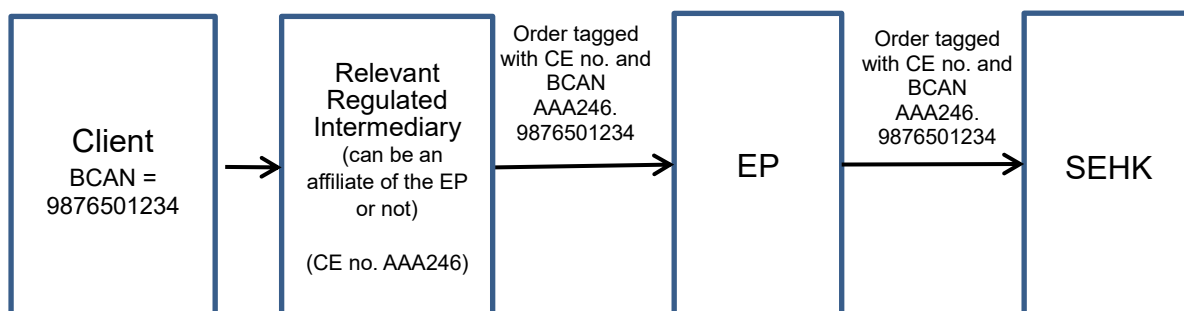 Client
BCAN =
9876501234
Relevant
Regulated
Intermediary
(can be an
affiliate of the EP
or not)
(CE no. AAA246)
Order tagged
with CE no. and
BCAN
AAA246.
9876501234
EP
Order tagged
with CE no. and
BCAN
AAA246.
9876501234
SEHK